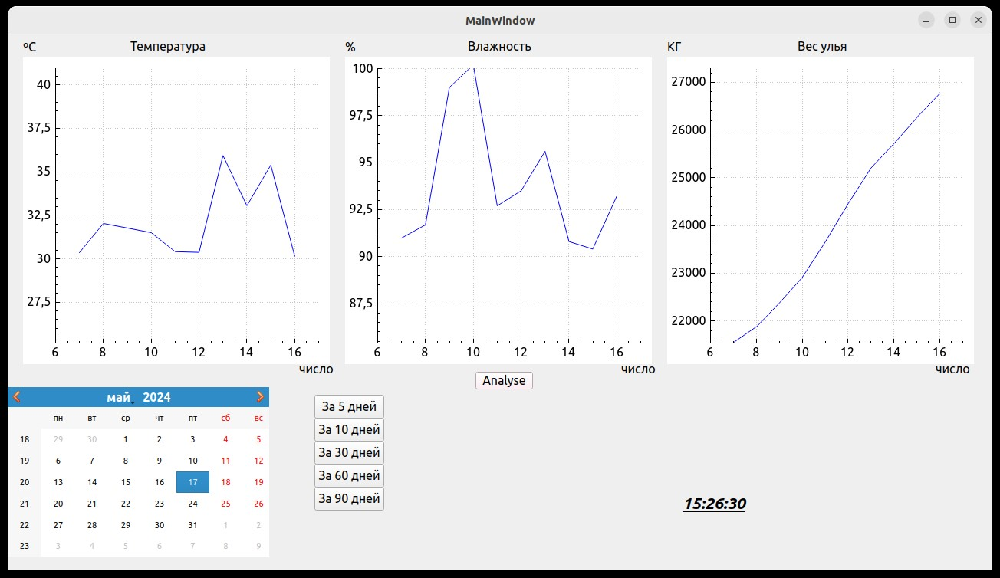 MainWindow
ºC Температура
40
37,5
35
32,5
30
27,5
6 8 10 12 14 16
число
% Влажность
100
97,5
95
92,5
90
87,5
6 8 10 12 14 16
число
КГ Вес улья
27000
26000
25000
24000
23000
22000
6 8 10 12 14 16
число
Analyse
май 2024
пн вт ср чт пт сб вс
18 29 30 1 2 3 4 5
19 6 7 8 9 10 11 12
20 13 14 15 16 17 18 19
21 20 21 22 23 24 25 26
22 27 28 29 30 31 1 2
23 3 4 5 6 7 8 9
За 5 дней
За 10 дней
За 30 дней
За 60 дней
За 90 дней
15:26:30